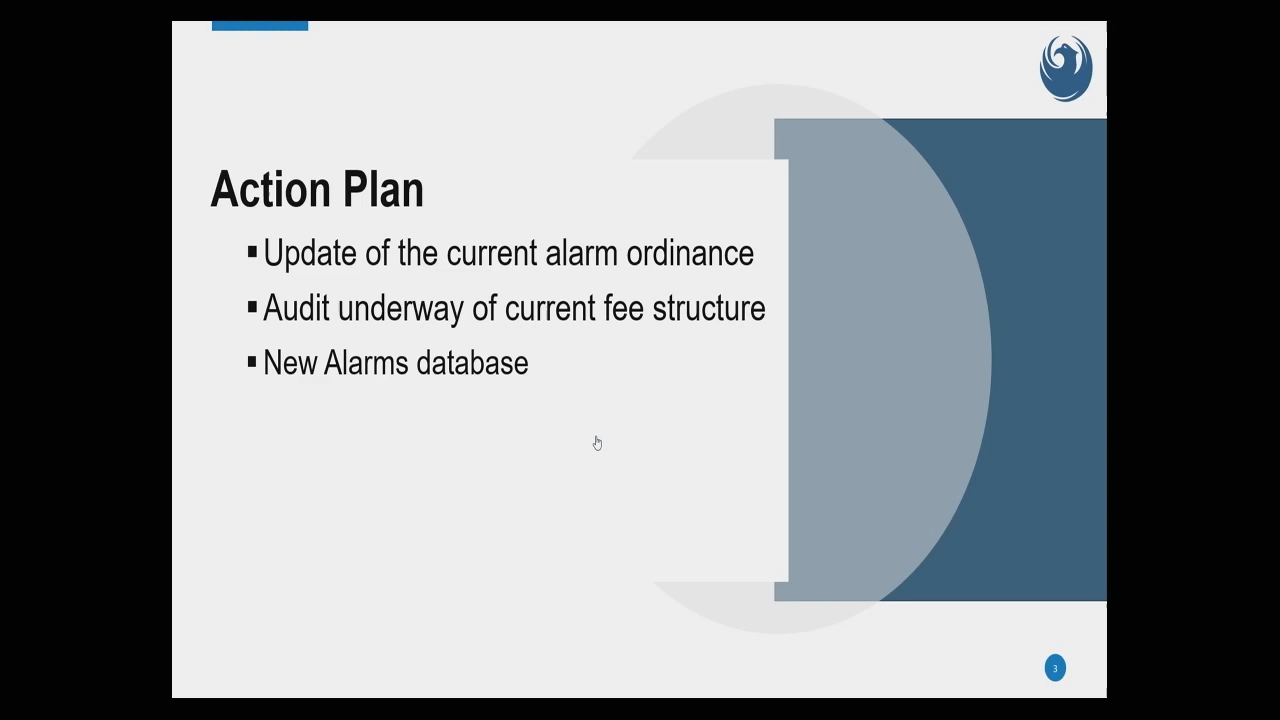 Action Plan
▪ Update of the current alarm ordinance
▪ Audit underway of current fee structure
▪ New Alarms database
3